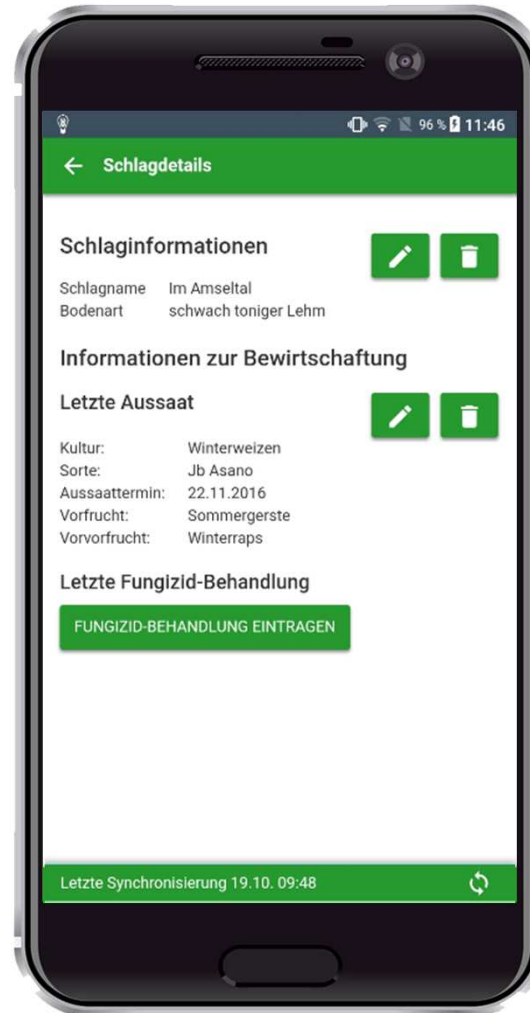 96 % 11:46
Schlagdetails
Schlaginformationen
Schlagname Im Amseltal
Bodenart schwach toniger Lehm
Informationen zur Bewirtschaftung
Letzte Aussaat
Kultur: Winterweizen
Sorte: Jb Asano
Aussaattermin: 22.11.2016
Vorfrucht: Sommergerste
Vorvorfrucht: Winterraps
Letzte Fungizid-Behandlung
FUNGIZID-BEHANDLUNG EINTRAGEN
Letzte Synchronisierung 19.10. 09:48